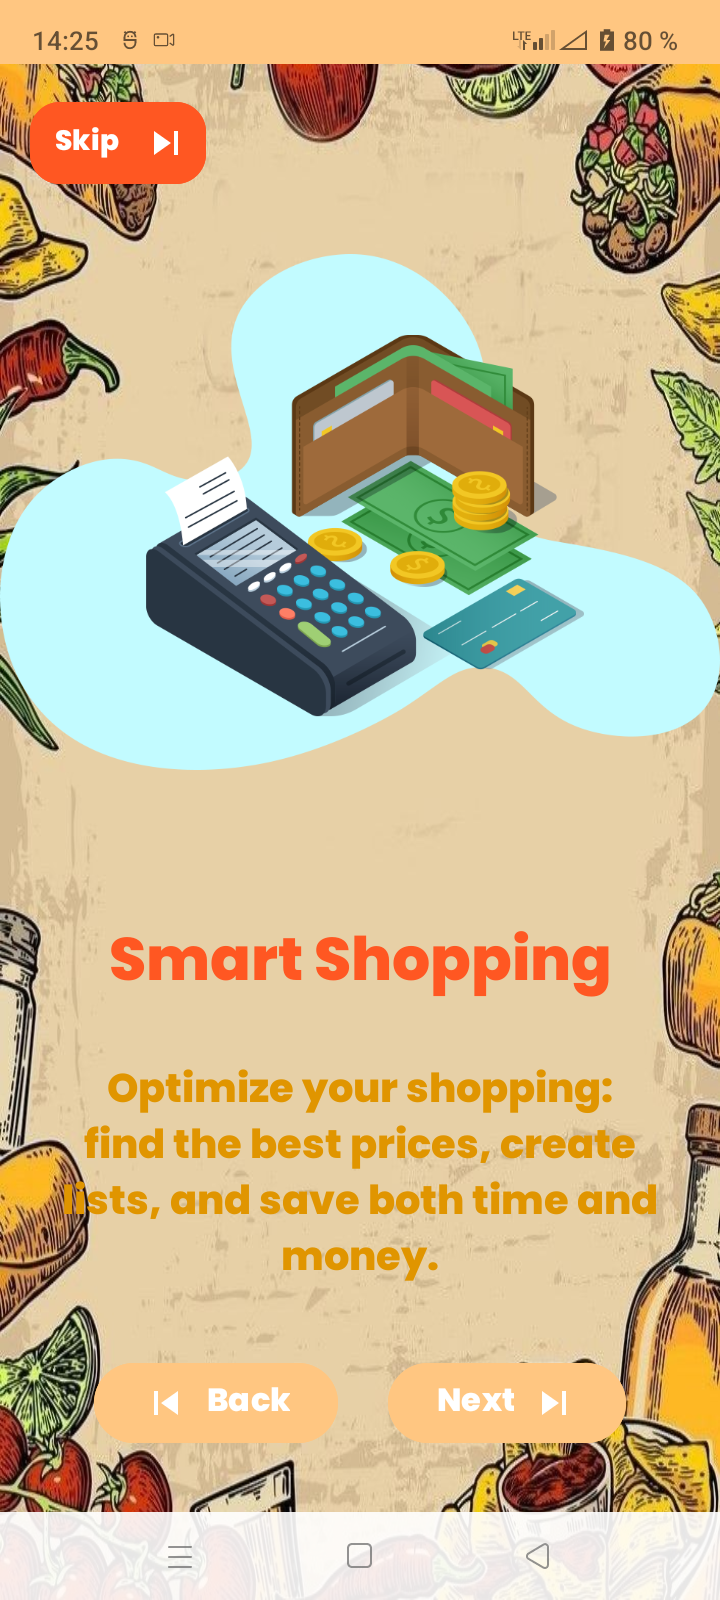 14:25
LTE
80 %
Skip
Smart Shopping
Optimize your shopping:
find the best prices, create
lists, and save both time and
money.
Back
Next